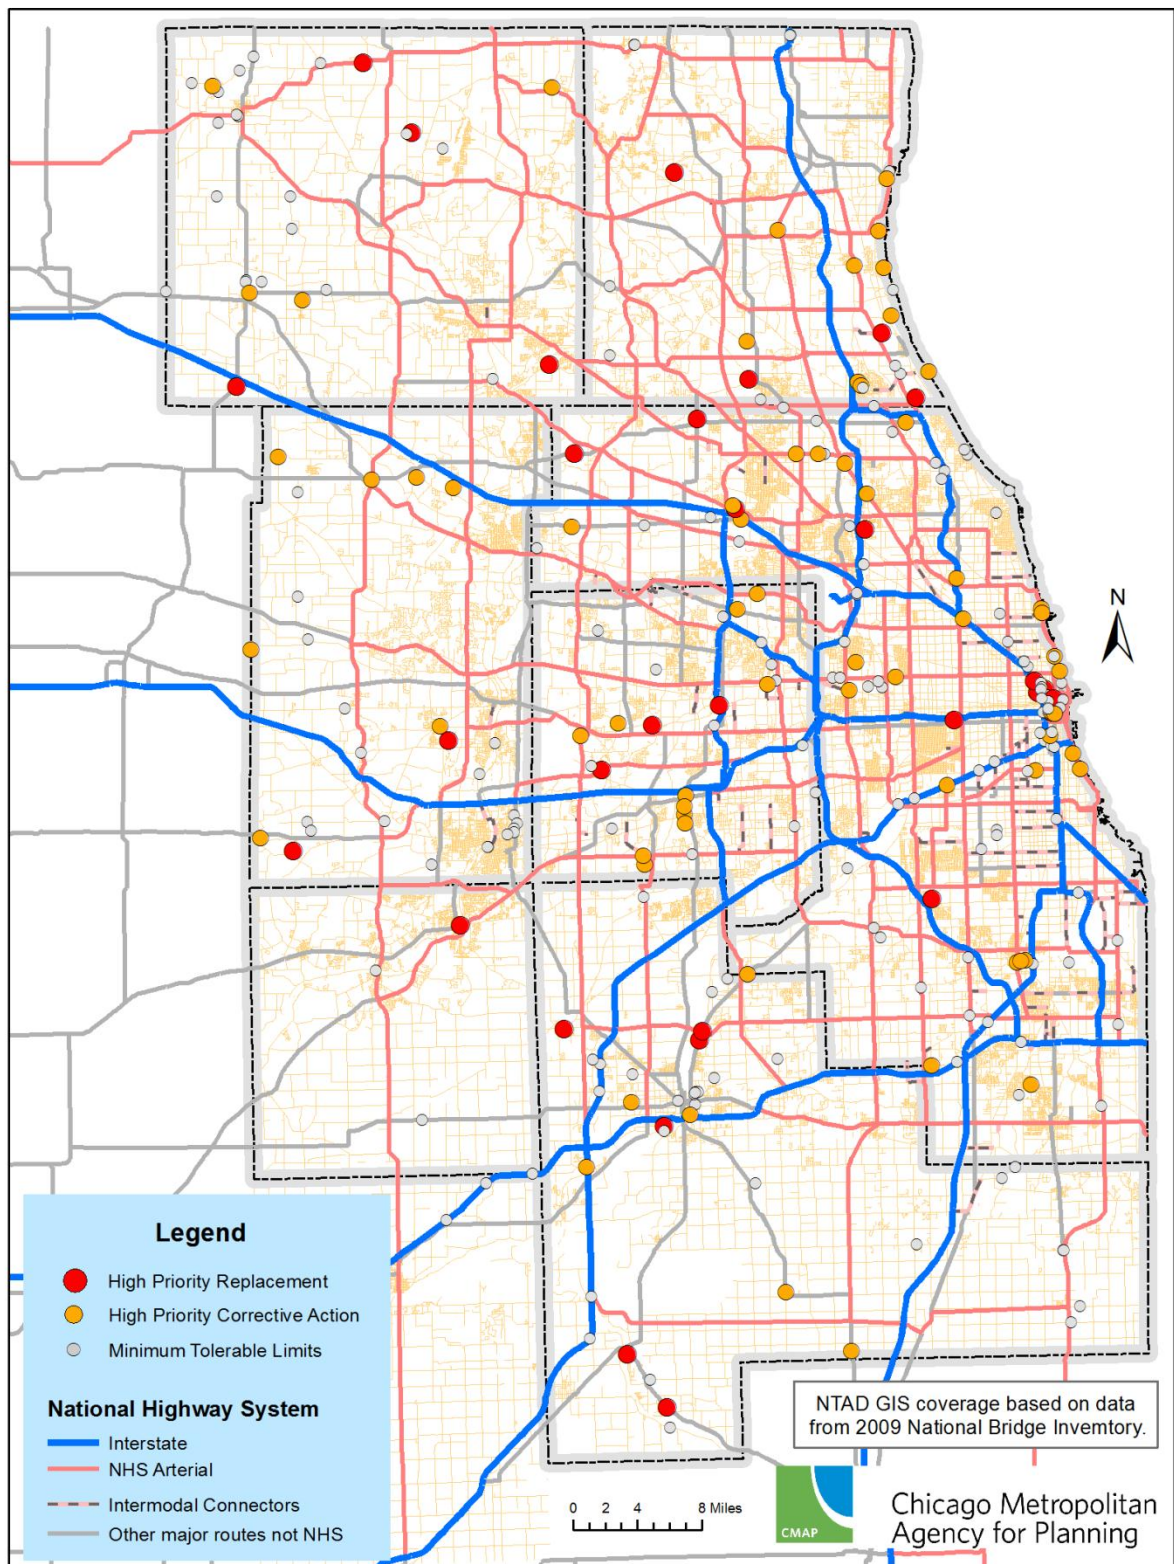 N
Legend
High Priority Replacement
High Priority Corrective Action
Minimum Tolerable Limits
National Highway System
Interstate
NHS Arterial
Intermodal Connectors
Other major routes not NHS
NTAD GIS coverage based on data
from 2009 National Bridge Invemtory.
0 2 4 8 Miles
CMAP
Chicago Metropolitan
Agency for Planning